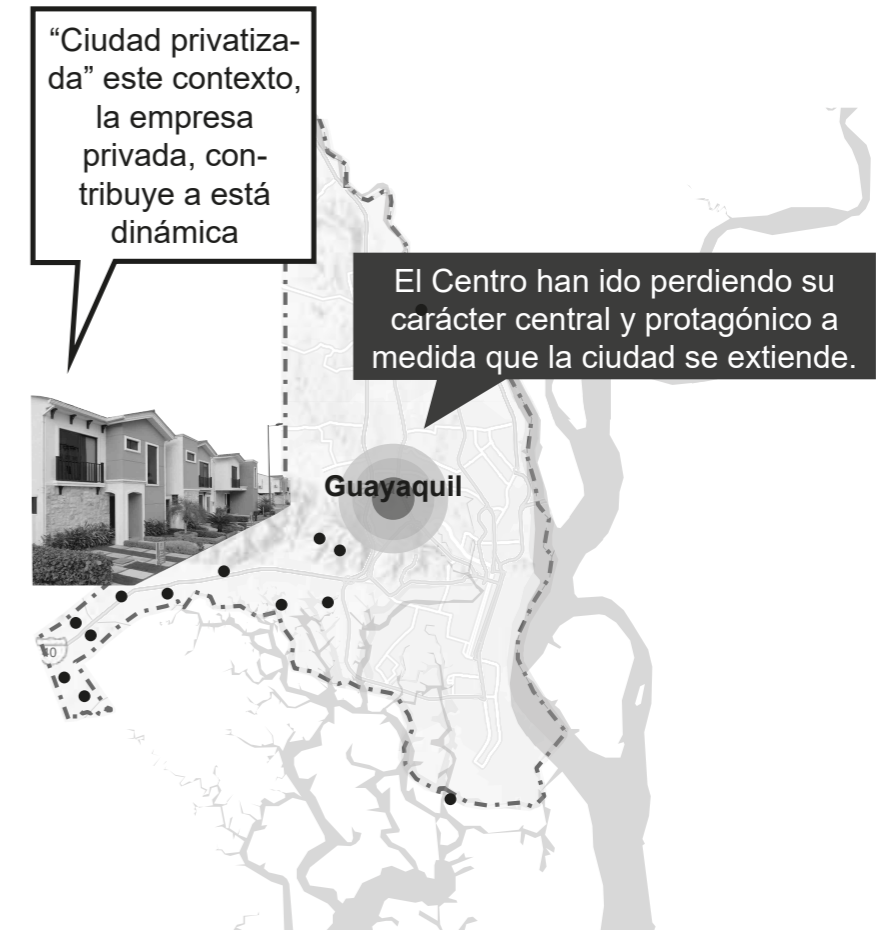 “Ciudad privatiza-
da” este contexto,
la empresa
privada, con-
tribuye a está
dinámica
El Centro han ido perdiendo su
carácter central y protagónico a
medida que la ciudad se extiende.
Guayaquil
40